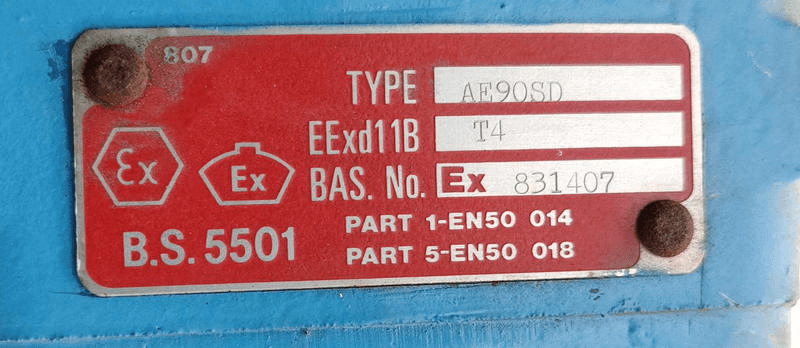 807
TYPE AE90SD
EExd11B T4
BAS. No. Ex 831407
Ex Ex
B.S. 5501
PART 1-EN50 014
PART 5-EN50 018